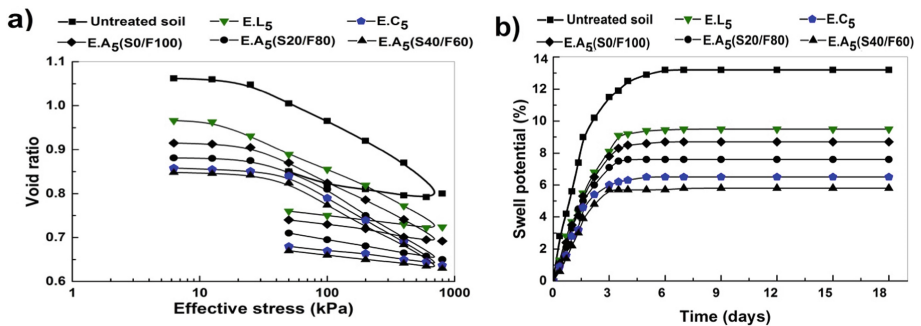 a)
Untreated soil E.L5 E.C5
E.A5(S0/F100) E.A5(S20/F80) E.A5(S40/F60)
1.1
1.0
0.9
0.8
0.7
0.6
Void ratio
1 10 100 1000
Effective stress (kPa)
b)
Untreated soil E.L5 E.C5
E.A5(S0/F100) E.A5(S20/F80) E.A5(S40/F60)
14
12
10
8
6
4
2
0
Swell potential (%)
0 3 6 9 12 15 18
Time (days)